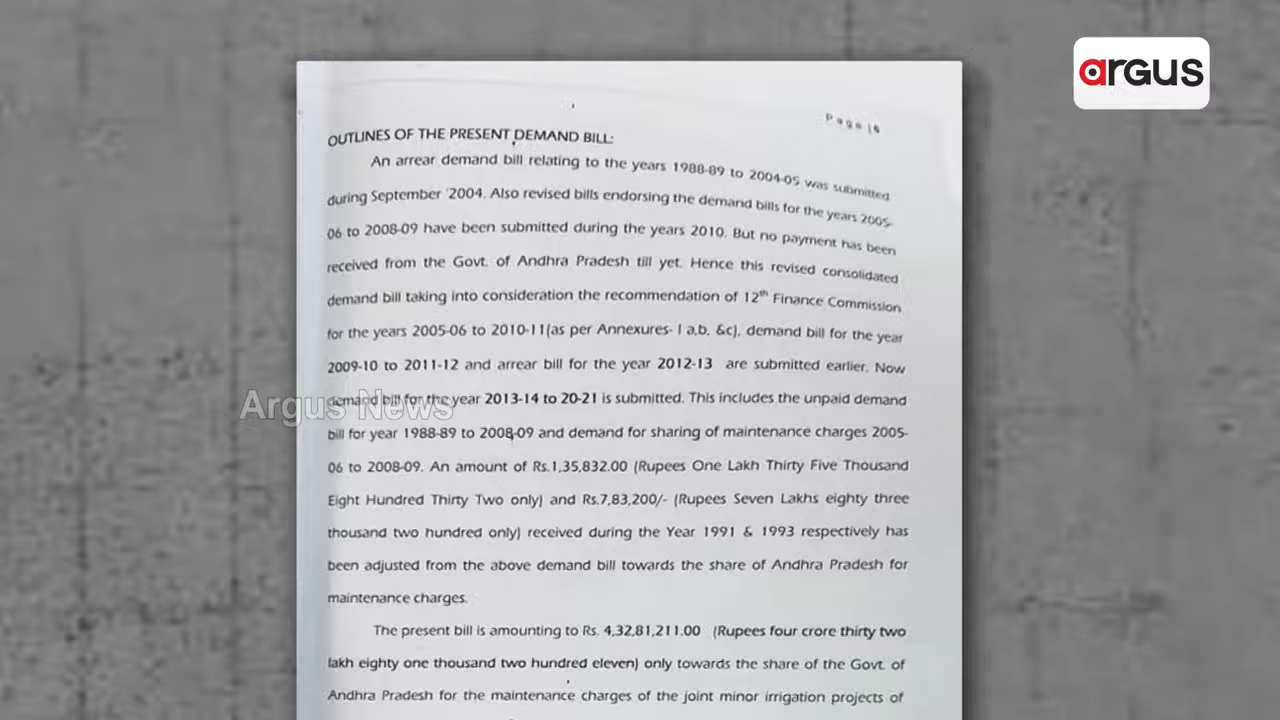 argus
Page|6
OUTLINES OF THE PRESENT DEMAND BILL:
An arrear demand bill relating to the years 1988-89 to 2004-05 was submitted
during September '2004. Also revised bills endorsing the demand bills for the years 2005-
06 to 2008-09 have been submitted during the years 2010. But no payment has been
received from the Govt. of Andhra Pradesh till yet. Hence this revised consolidated
demand bill taking into consideration the recommendation of 12th Finance Commission
for the years 2005-06 to 2010-11(as per Annexures- I a,b, &c), demand bill for the year
2009-10 to 2011-12 and arrear bill for the year 2012-13 are submitted earlier. Now
demand bill for the year 2013-14 to 20-21 is submitted. This includes the unpaid demand
Argus News
bill for year 1988-89 to 2008-09 and demand for sharing of maintenance charges 2005-
06 to 2008-09. An amount of Rs.1,35,832.00 (Rupees One Lakh Thirty Five Thousand
Eight Hundred Thirty Two only) and Rs.7,83,200/- (Rupees Seven Lakhs eighty three
thousand two hundred only) received during the Year 1991 & 1993 respectively has
been adjusted from the above demand bill towards the share of Andhra Pradesh for
maintenance charges.
The present bill is amounting to Rs. 4,32,81,211.00 (Rupees four crore thirty two
lakh eighty one thousand two hundred eleven) only towards the share of the Govt. of
Andhra Pradesh for the maintenance charges of the joint minor irrigation projects of